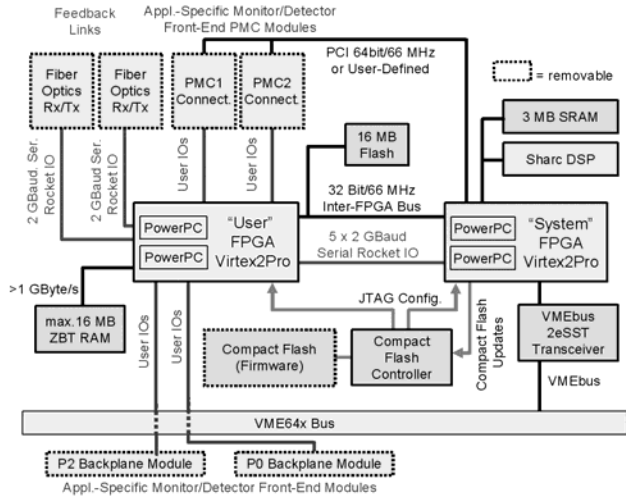 Feedback
Links
Appl.-Specific Monitor/Detector
Front-End PMC Modules
Fiber
Optics
Rx/Tx
Fiber
Optics
Rx/Tx
PMC1
Connect.
PMC2
Connect.
PCI 64bit/66 MHz
or User-Defined
= removable
3 MB SRAM
Sharc DSP
16 MB
Flash
2 GBaud. Ser.
Rocket IO
2 GBaud. Ser.
Rocket IO
User IOs
User IOs
32 Bit/66 MHz
Inter-FPGA Bus
PowerPC
PowerPC
"User"
FPGA
Virtex2Pro
5 x 2 GBaud
Serial Rocket IO
PowerPC
PowerPC
"System"
FPGA
Virtex2Pro
>1 GByte/s
max.16 MB
ZBT RAM
User IOs
User IOs
JTAG Config.
Compact Flash
(Firmware)
Compact
Flash
Controller
Compact Flash
Updates
VMEbus
2eSST
Transceiver
VMEbus
VME64x Bus
P2 Backplane Module
P0 Backplane Module
Appl.-Specific Monitor/Detector Front-End Modules